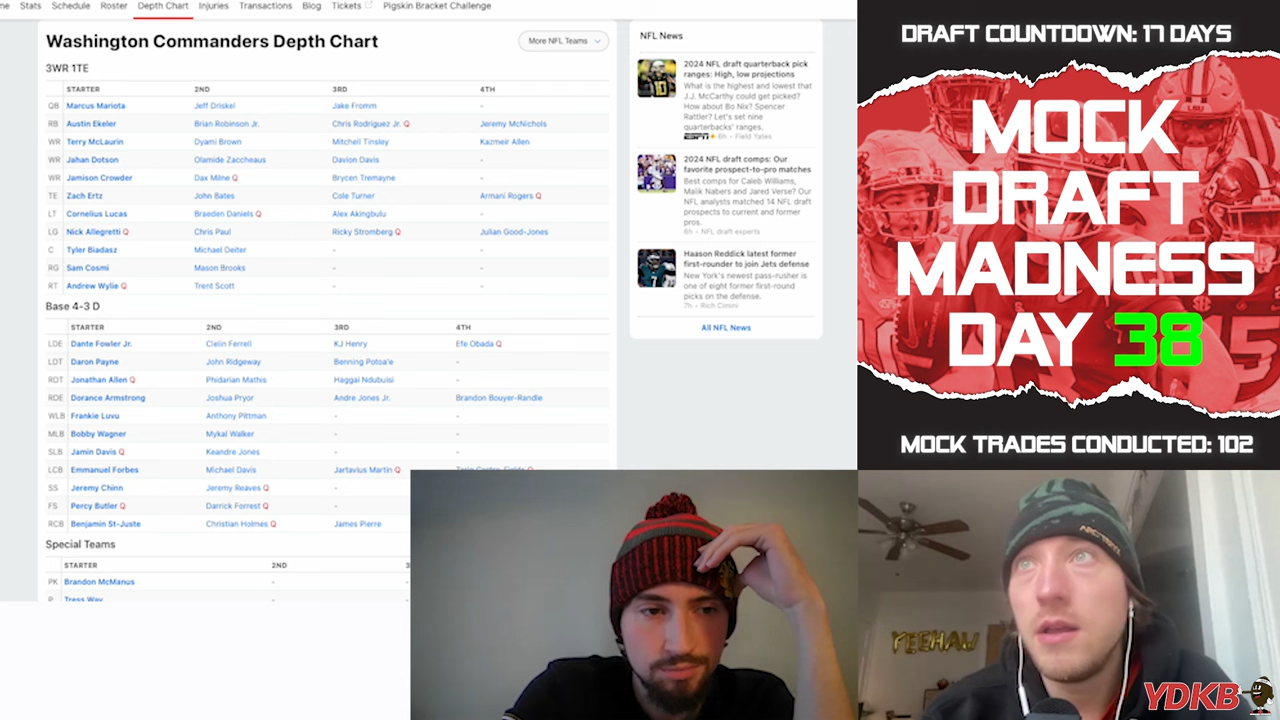 Stats Schedule Roster Depth Chart Injuries Transactions Blog Tickets Pigskin Bracket Challenge
Washington Commanders Depth Chart
More NFL Teams
3WR 1TE
STARTER 2ND 3RD 4TH
QB Marcus Mariota Jeff Driskel Jake Fromm -
RB Austin Ekeler Brian Robinson Jr. Chris Rodriguez Jr. Q Jeremy McNichols
WR Terry McLaurin Dyami Brown Mitchell Tinsley Kazmeir Allen
WR Jahan Dotson Olamide Zaccheaus Davion Davis -
WR Jamison Crowder Dax Milne Q Brycen Tremayne -
TE Zach Ertz John Bates Cole Turner Armani Rogers Q
LT Cornelius Lucas Braeden Daniels Q Alex Akingbulu -
LG Nick Allegretti Q Chris Paul Ricky Stromberg Q Julian Good-Jones
C Tyler Biadasz Michael Deiter - -
RG Sam Cosmi Mason Brooks - -
RT Andrew Wylie Q Trent Scott - -
Base 4-3 D
STARTER 2ND 3RD 4TH
LDE Dante Fowler Jr. Clelin Ferrell KJ Henry Efe Obada Q
LDT Daron Payne John Ridgeway Benning Potoa'e -
RDT Jonathan Allen Q Phidarian Mathis Haggai Ndubuisi -
RDE Dorance Armstrong Joshua Pryor Andre Jones Jr. Brandon Bouyer-Randle
WLB Frankie Luvu Anthony Pittman - -
MLB Bobby Wagner Mykal Walker - -
SLB Jamin Davis Q Keandre Jones - -
LCB Emmanuel Forbes Michael Davis Jartavius Martin Q
SS Jeremy Chinn Jeremy Reaves Q -
FS Percy Butler Q Darrick Forrest Q -
RCB Benjamin St-Juste Christian Holmes Q James Pierre
Special Teams
STARTER 2ND 3
PK Brandon McManus - -
P Tress Way - -
NFL News
2024 NFL draft quarterback pick
ranges: High, low projections
What is the highest and lowest that
J.J. McCarthy could get picked?
How about Bo Nix? Spencer
Rattler? Let's set nine
quarterbacks' ranges.
ESPN+ 6h - Field Yates
2024 NFL draft comps: Our
favorite prospect-to-pro matches
Best comps for Caleb Williams,
Malik Nabers and Jared Verse? Our
NFL analysts matched 14 NFL draft
prospects to current and former
pros.
6h - NFL draft experts
Haason Reddick latest former
first-rounder to join Jets defense
New York's newest pass-rusher is
one of eight former first-round
picks on the defense.
7h - Rich Cimini
All NFL News
DRAFT COUNTDOWN: 17 DAYS
MOCK
DRAFT
MADNESS
DAY 38
MOCK TRADES CONDUCTED: 102
YEEHAW
YDKB